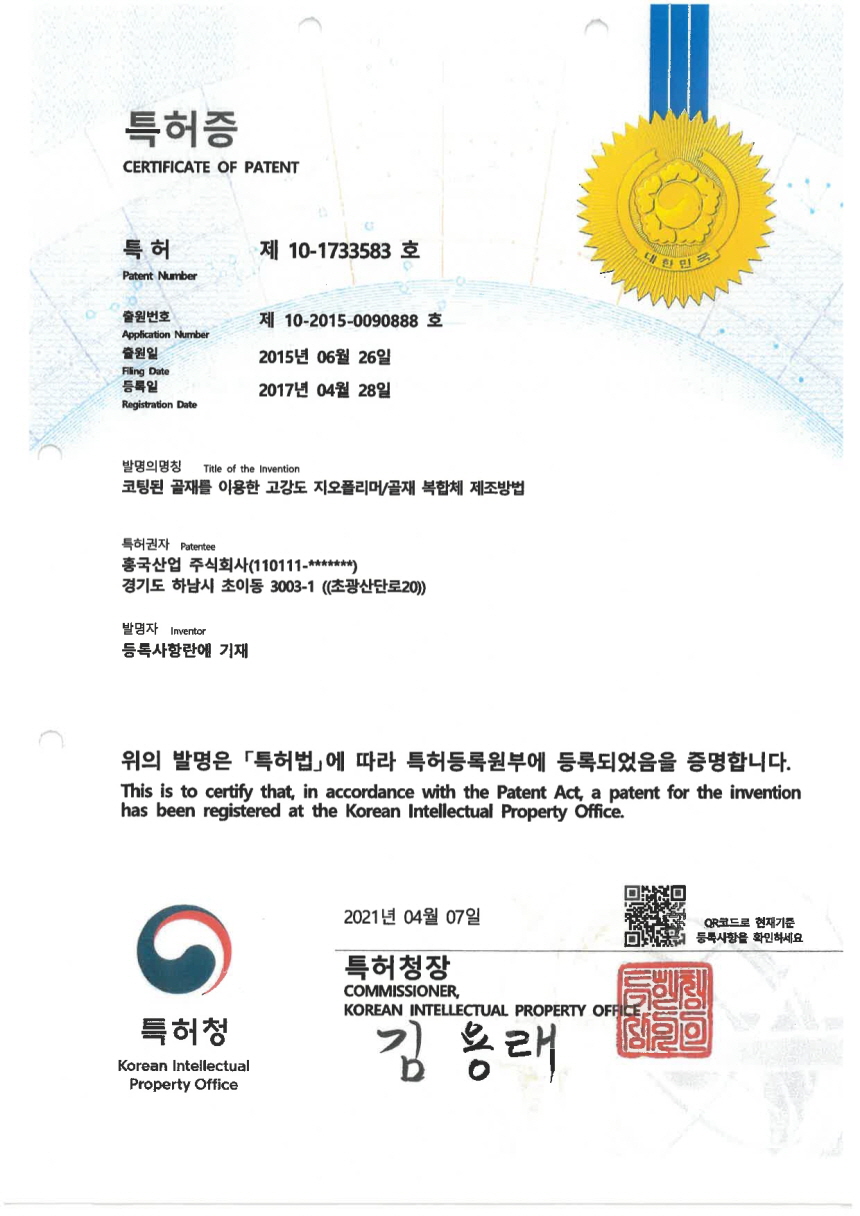 특허증
CERTIFICATE OF PATENT
대한민국
특허 제 10-1733583 호
Patent Number
출원번호 제 10-2015-0090888 호
Application Number
출원일 2015년 06월 26일
Filing Date
등록일 2017년 04월 28일
Registration Date
발명의명칭 Title of the Invention
코팅된 골재를 이용한 고강도 지오폴리머/골재 복합체 제조방법
특허권자 Patentee
흥국산업 주식회사(110111-*******)
경기도 하남시 초이동 3003-1 ((초광산단로20))
발명자 Inventor
등록사항란에 기재
위의 발명은 「특허법」에 따라 특허등록원부에 등록되었음을 증명합니다.
This is to certify that, in accordance with the Patent Act, a patent for the invention
has been registered at the Korean Intellectual Property Office.
2021년 04월 07일
QR코드로 현재기준
등록사항을 확인하세요
특허청장
COMMISSIONER,
KOREAN INTELLECTUAL PROPERTY OFFICE
김용래
특허청
Korean Intellectual
Property Office